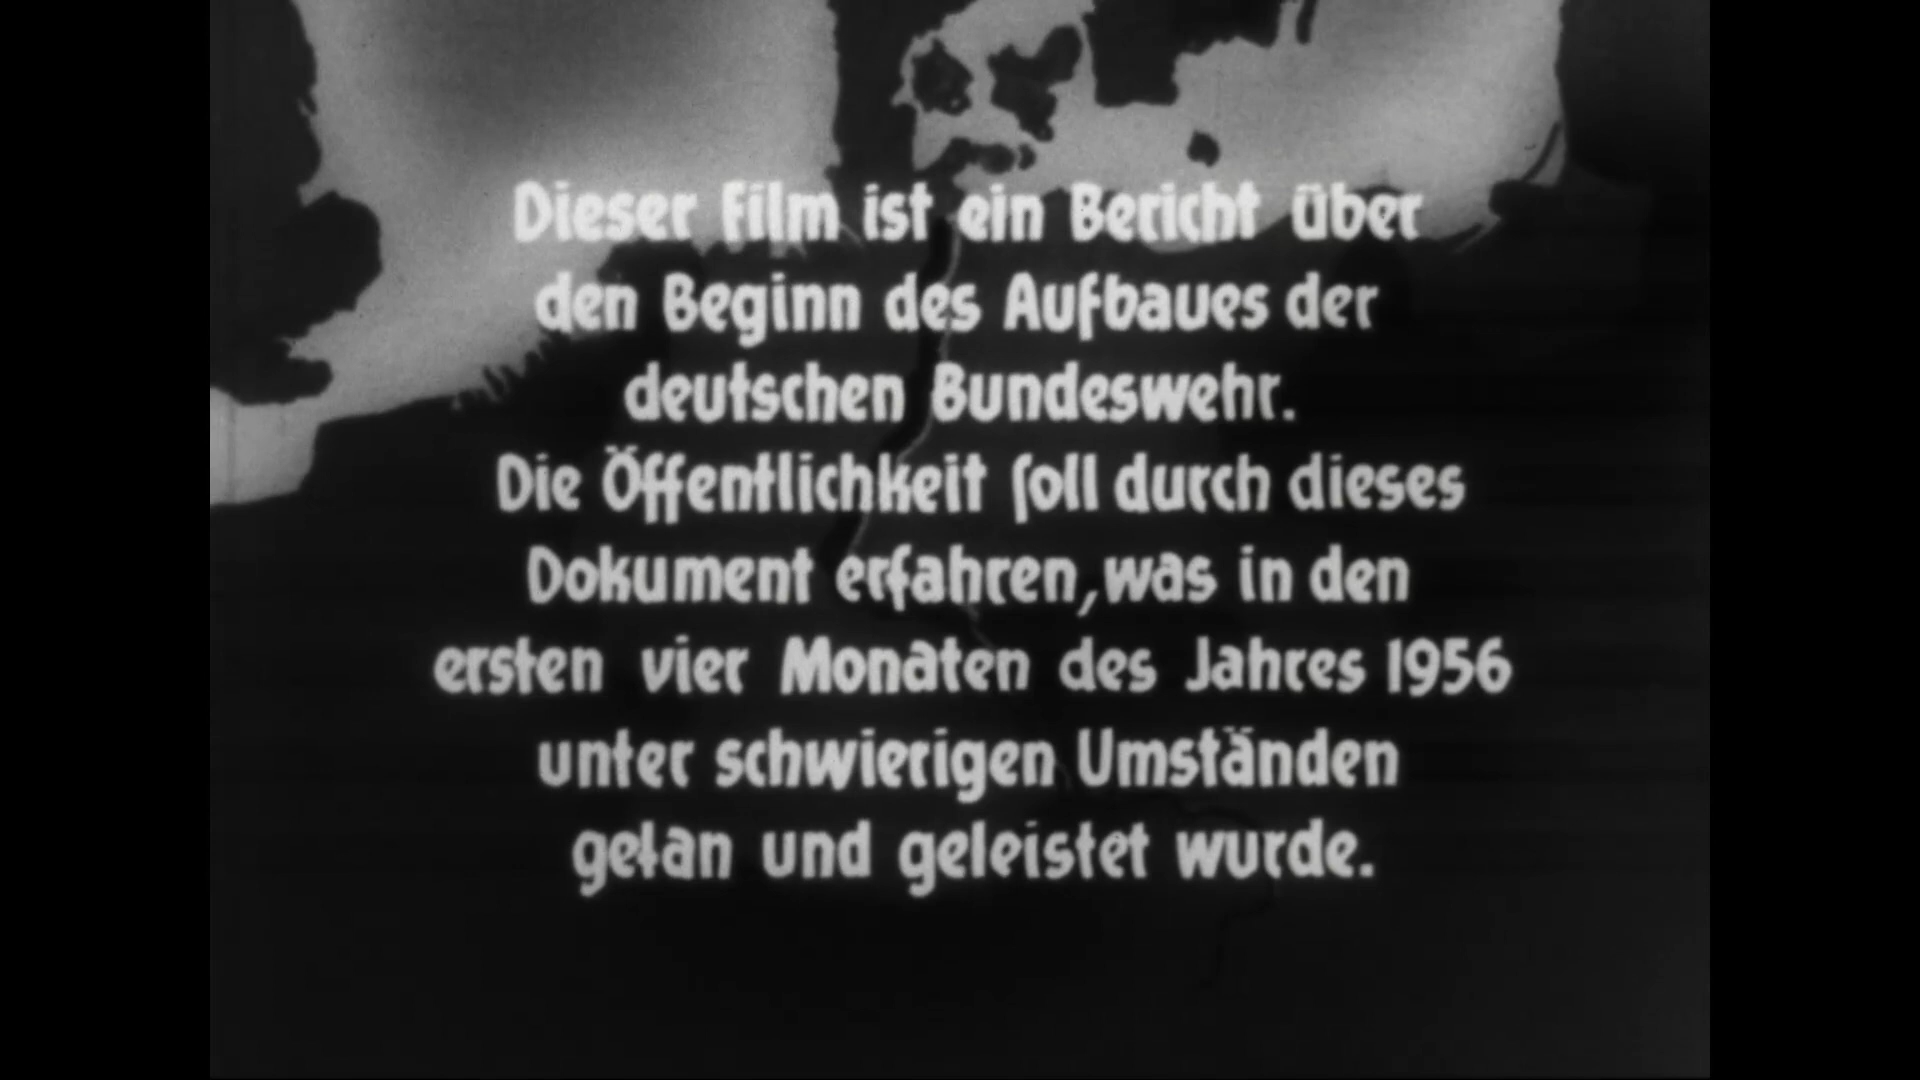 Dieser Film ist ein Bericht über
den Beginn des Aufbaues der
deutschen Bundeswehr.
Die Öffentlichkeit soll durch dieses
Dokument erfahren, was in den
ersten vier Monaten des Jahres 1956
unter schwierigen Umständen
getan und geleistet wurde.